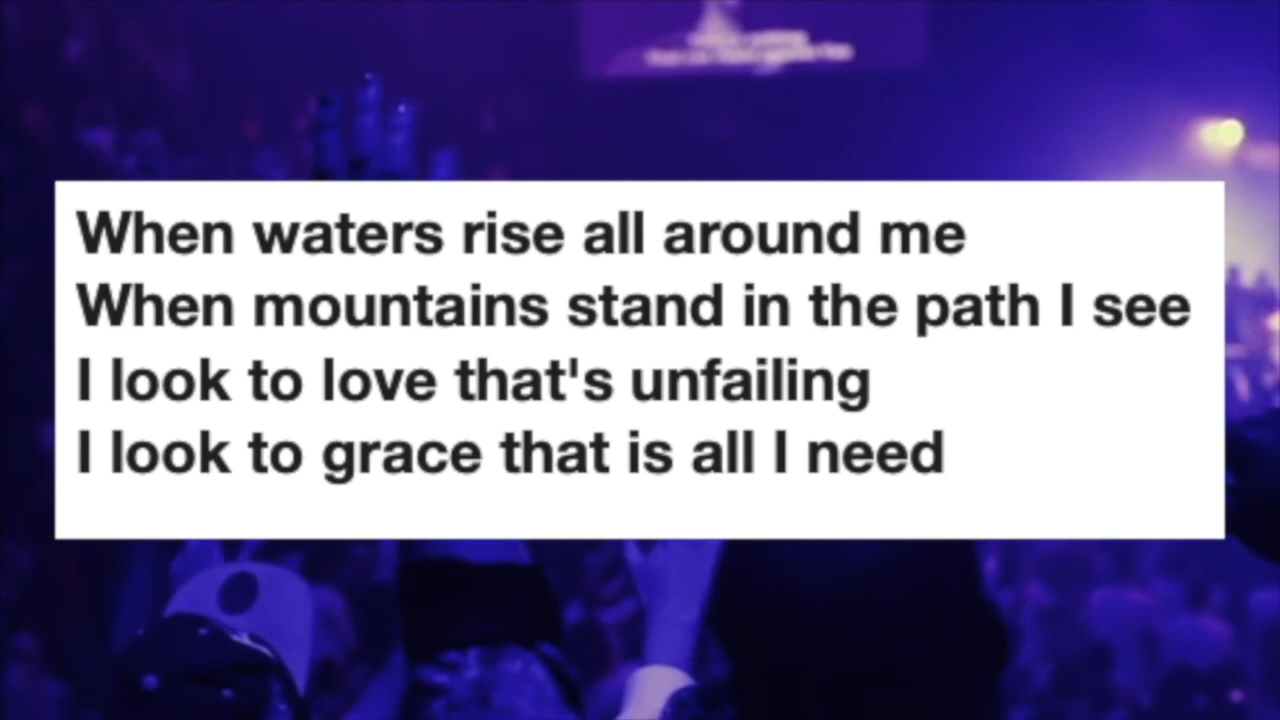 When waters rise all around me
When mountains stand in the path I see
I look to love that's unfailing
I look to grace that is all I need